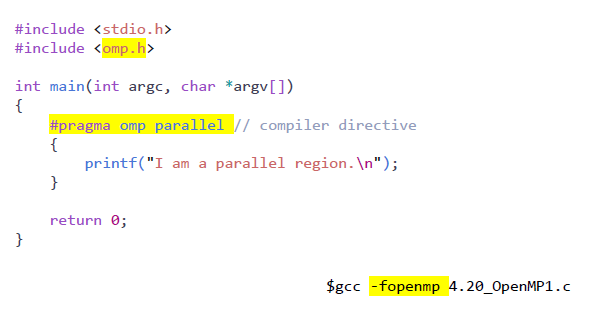 #include <stdio.h>
#include <omp.h>
int main(int argc, char *argv[])
{
#pragma omp parallel // compiler directive
{
printf("I am a parallel region.\n");
}
return 0;
}
$gcc -fopenmp 4.20_OpenMP1.c